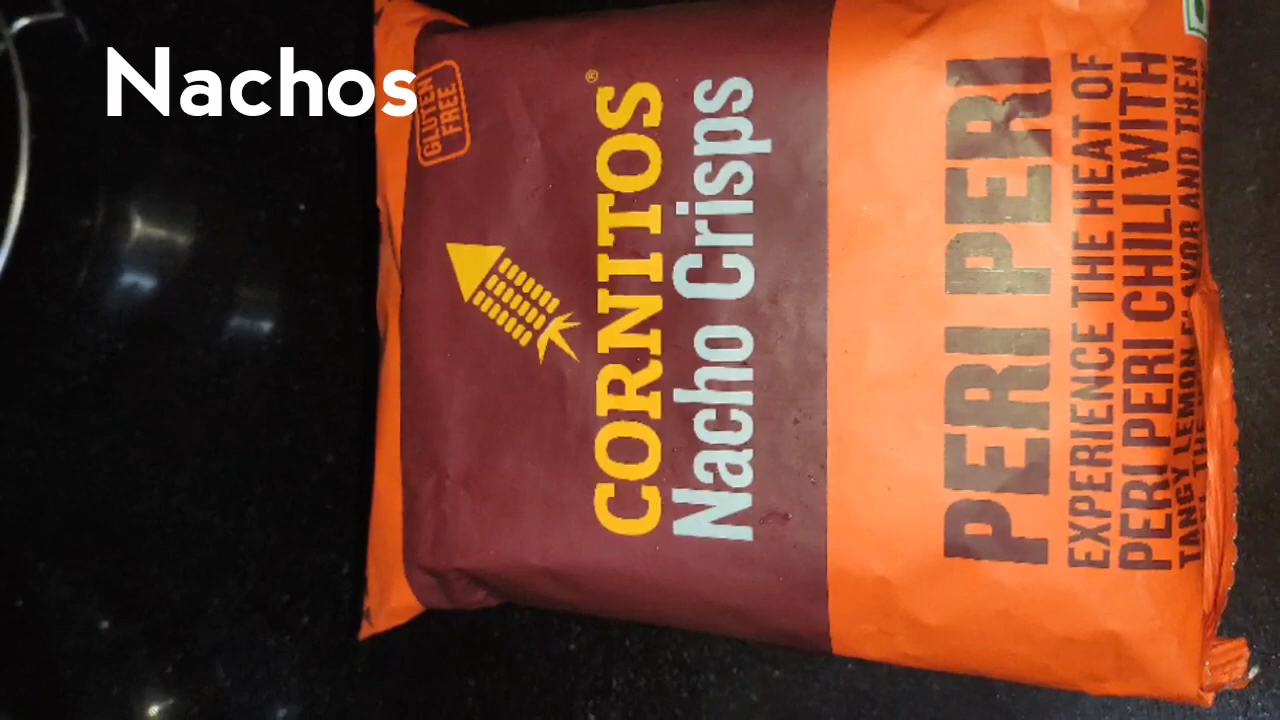 Nachos
GLUTEN
FREE
CORNITOS®
Nacho Crisps
PERI PERI
EXPERIENCE THE HEAT OF
PERI PERI CHILI WITH
TANGY LEMON FLAVOR AND THEN